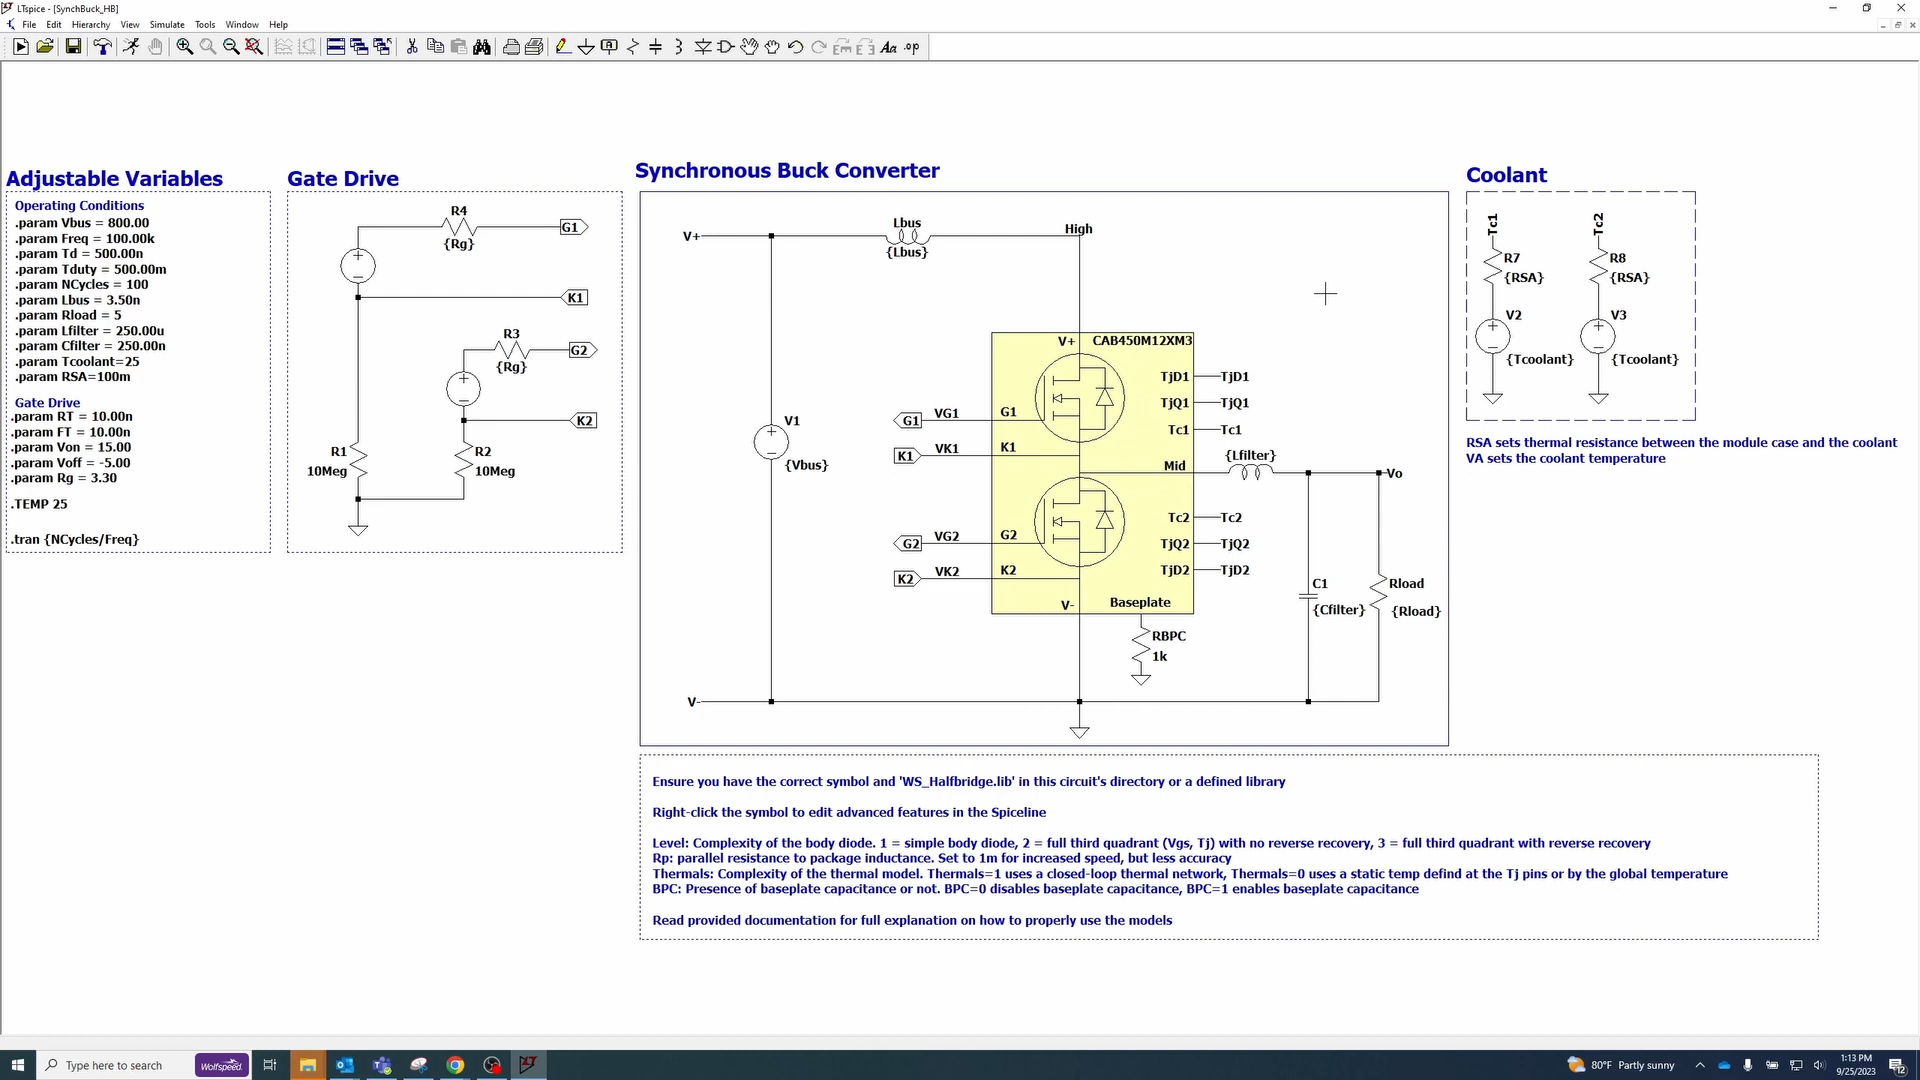 LTspice - [SynchBuck_HB]
File Edit Hierarchy View Simulate Tools Window Help
Adjustable Variables
Operating Conditions
.param Vbus = 800.00
.param Freq = 100.00k
.param Td = 500.00n
.param Tduty = 500.00m
.param NCycles = 100
.param Lbus = 3.50n
.param Rload = 5
.param Lfilter = 250.00u
.param Cfilter = 250.00n
.param Tcoolant=25
.param RSA=100m
Gate Drive
.param RT = 10.00n
.param FT = 10.00n
.param Von = 15.00
.param Voff = -5.00
.param Rg = 3.30
.TEMP 25
.tran {NCycles/Freq}
Gate Drive
R4
{Rg}
G1
K1
R3
{Rg}
G2
K2
R1
10Meg
R2
10Meg
Synchronous Buck Converter
V+
Lbus
{Lbus}
High
V1
{Vbus}
V+ CAB450M12XM3
G1 VG1 G1
K1 VK1 K1
G2 VG2 G2
K2 VK2 K2
TjD1 TjD1
TjQ1 TjQ1
Tc1 Tc1
Mid
Tc2 Tc2
TjQ2 TjQ2
TjD2 TjD2
V- Baseplate
RBPC
1k
{Lfilter}
Vo
C1
{Cfilter}
Rload
{Rload}
V-
Coolant
Tc1
R7
{RSA}
V2
{Tcoolant}
Tc2
R8
{RSA}
V3
{Tcoolant}
RSA sets thermal resistance between the module case and the coolant
VA sets the coolant temperature
Ensure you have the correct symbol and 'WS_Halfbridge.lib' in this circuit's directory or a defined library
Right-click the symbol to edit advanced features in the Spiceline
Level: Complexity of the body diode. 1 = simple body diode, 2 = full third quadrant (Vgs, Tj) with no reverse recovery, 3 = full third quadrant with reverse recovery
Rp: parallel resistance to package inductance. Set to 1m for increased speed, but less accuracy
Thermals: Complexity of the thermal model. Thermals=1 uses a closed-loop thermal network, Thermals=0 uses a static temp defind at the Tj pins or by the global temperature
BPC: Presence of baseplate capacitance or not. BPC=0 disables baseplate capacitance, BPC=1 enables baseplate capacitance
Read provided documentation for full explanation on how to properly use the models
Type here to search
Wolfspeed
80°F Partly sunny
1:13 PM
9/25/2023
12